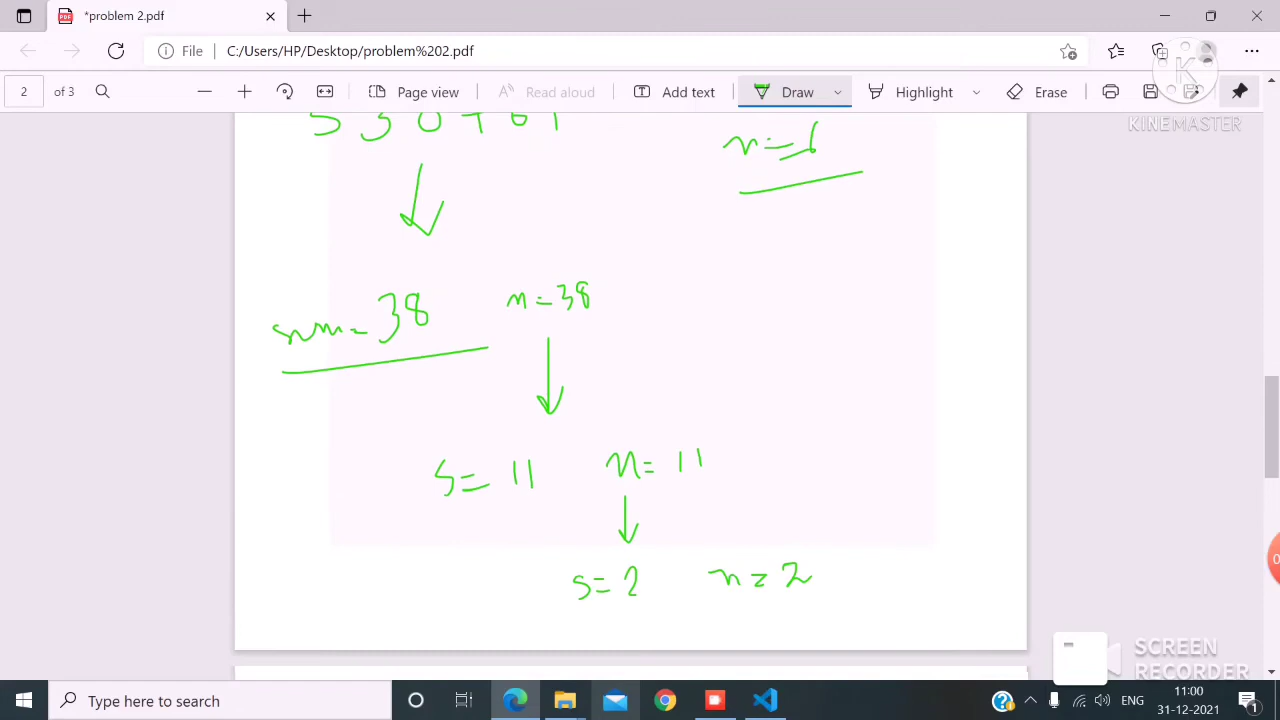 *problem 2.pdf
File C:/Users/HP/Desktop/problem%202.pdf
2 of 3 Page view Read aloud Add text Draw Highlight Erase
K
KINEMASTER
n=6
sum=38 n=38
s=11 n=11
s=2 n=2
SCREEN
RECORDER
Type here to search
ENG
11:00
31-12-2021
1